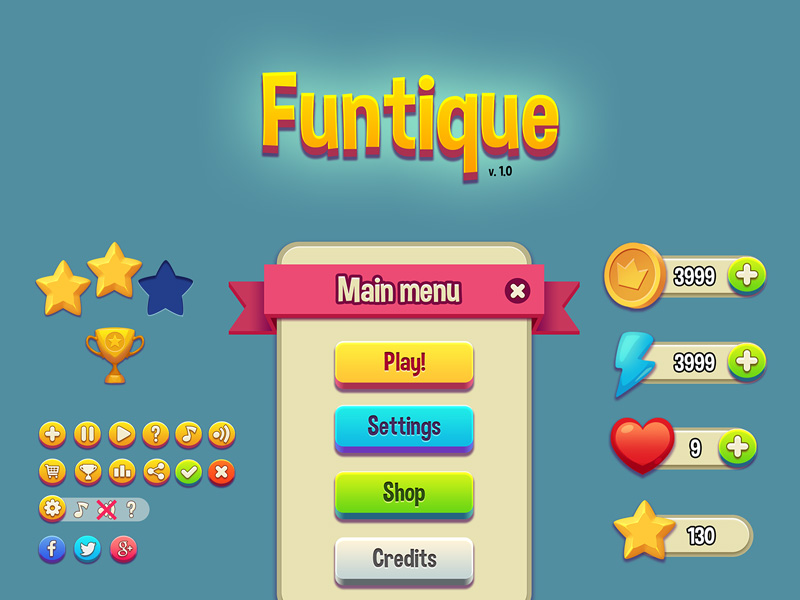 Funtique
v. 1.0
Main menu
Play!
Settings
Shop
Credits
3999
3999
9
130
?
?
f
g+